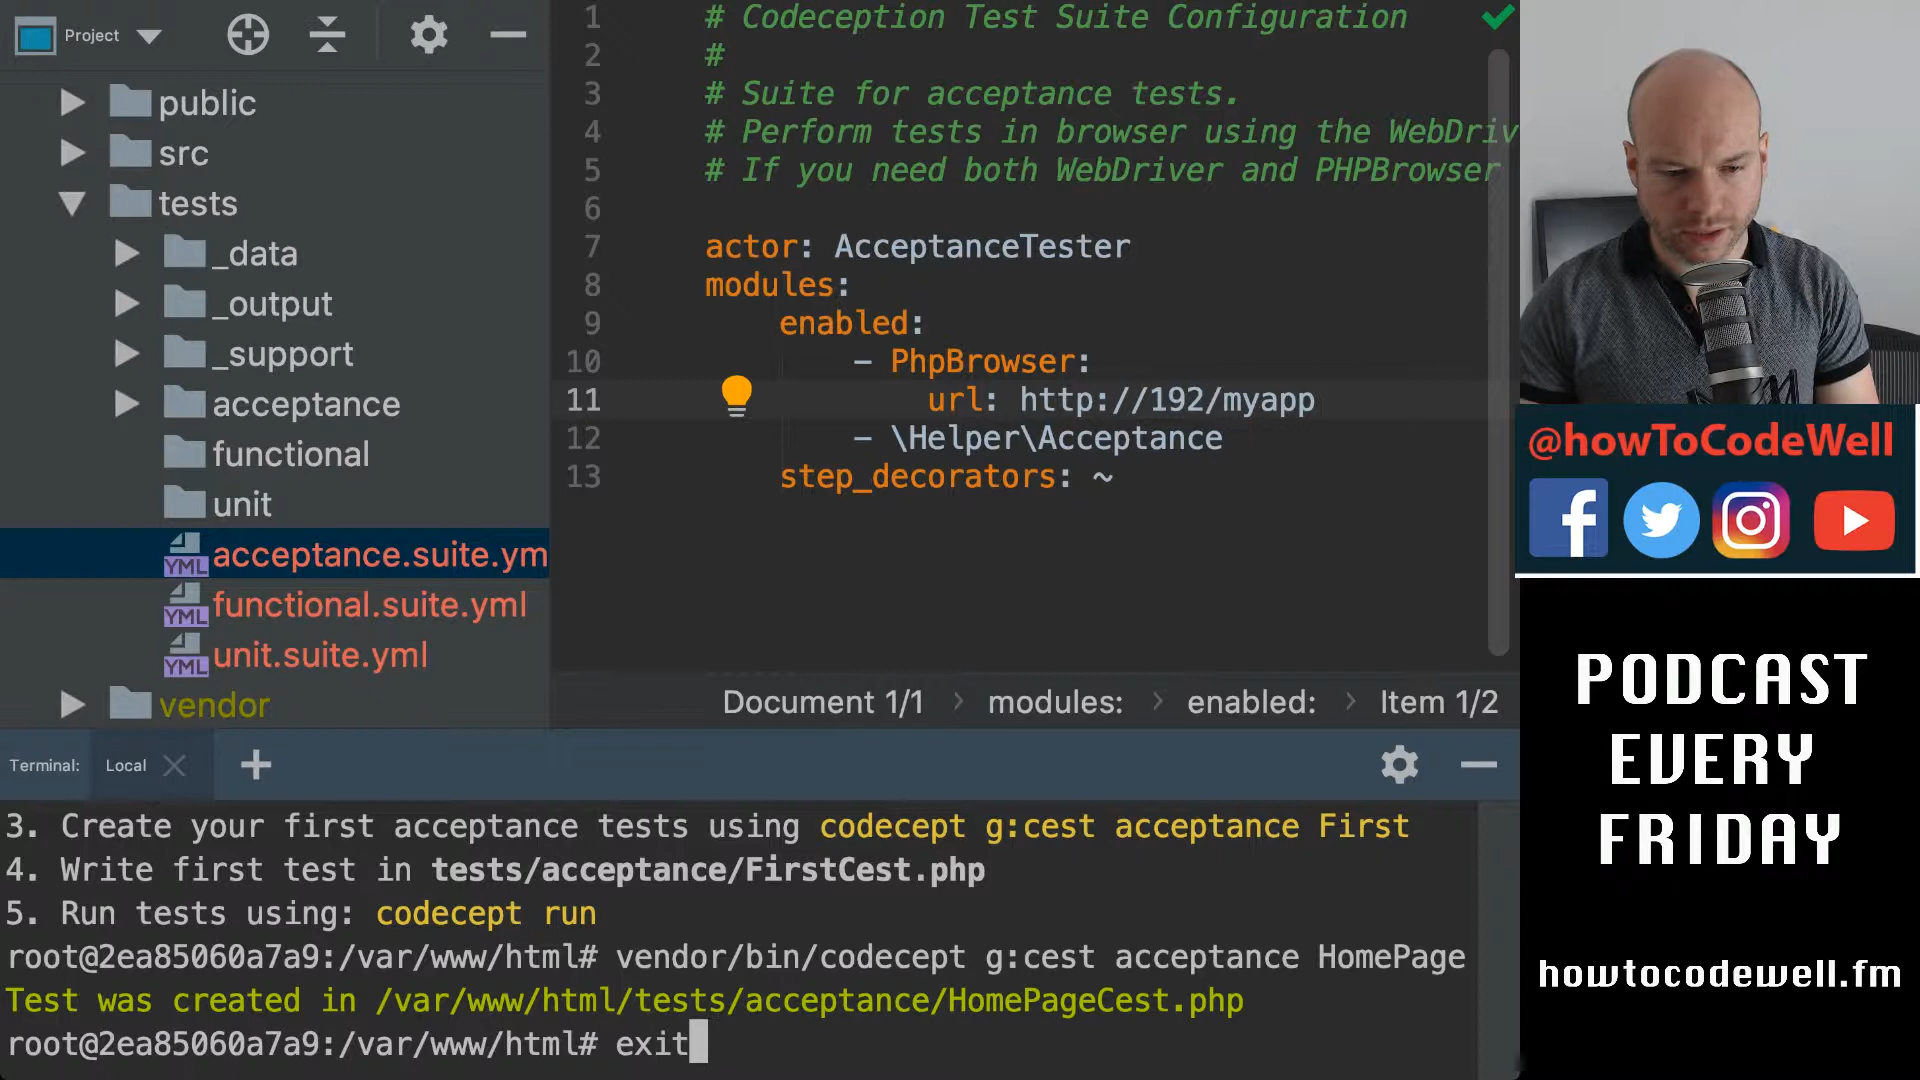 Project
public
src
tests
_data
_output
_support
acceptance
functional
unit
YML acceptance.suite.ym
YML functional.suite.yml
YML unit.suite.yml
vendor
1 # Codeception Test Suite Configuration
2 #
3 # Suite for acceptance tests.
4 # Perform tests in browser using the WebDriv
5 # If you need both WebDriver and PHPBrowser
6
7 actor: AcceptanceTester
8 modules:
9 enabled:
10 - PhpBrowser:
11 url: http://192/myapp
12 - \Helper\Acceptance
13 step_decorators: ~
Document 1/1 › modules: › enabled: › Item 1/2
Terminal: Local
3. Create your first acceptance tests using codecept g:cest acceptance First
4. Write first test in tests/acceptance/FirstCest.php
5. Run tests using: codecept run
root@2ea85060a7a9:/var/www/html# vendor/bin/codecept g:cest acceptance HomePage
Test was created in /var/www/html/tests/acceptance/HomePageCest.php
root@2ea85060a7a9:/var/www/html# exit
@howToCodeWell
PODCAST
EVERY
FRIDAY
howtocodewell.fm